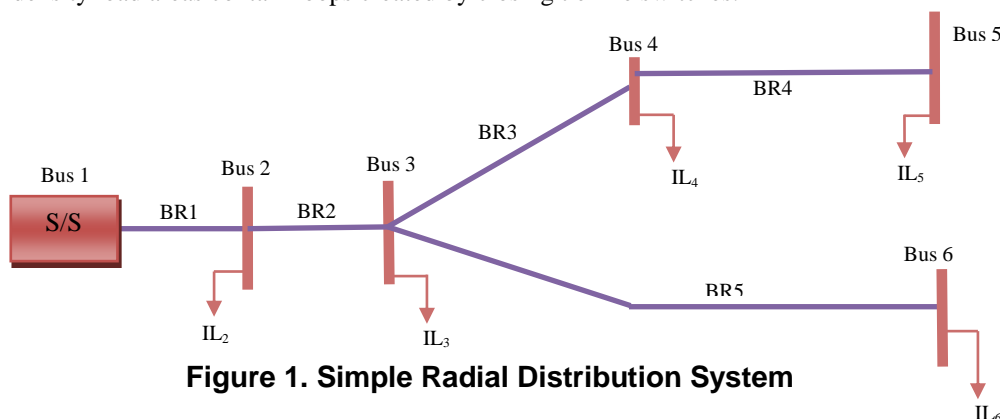 Bus 5
Bus 4
BR4
BR3
Bus 3
Bus 2
Bus 1
IL₄
IL₅
S/S
BR1
BR2
Bus 6
BR5
IL₂
IL₃
Figure 1. Simple Radial Distribution System
IL₆